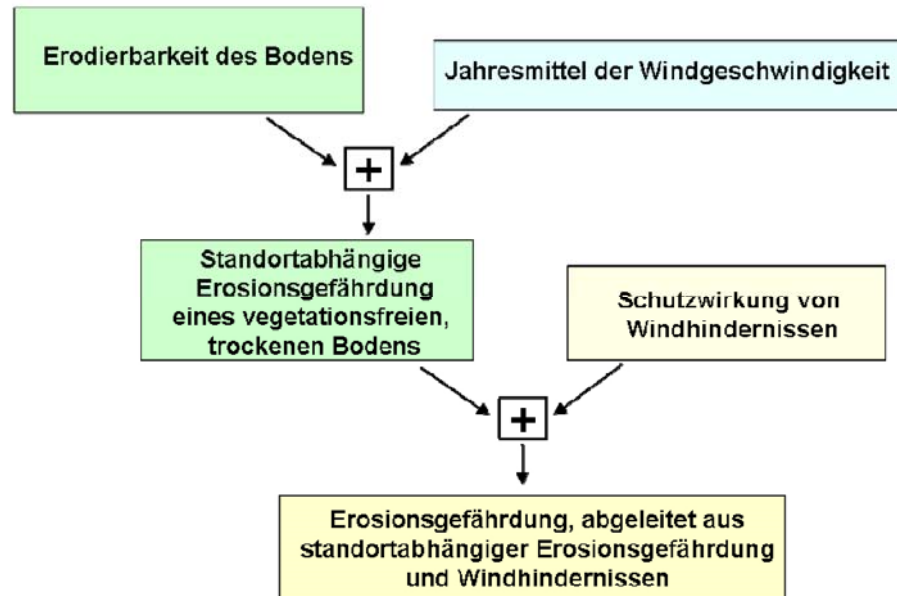 Erodierbarkeit des Bodens
Jahresmittel der Windgeschwindigkeit
+
Standortabhängige
Erosionsgefährdung
eines vegetationsfreien,
trockenen Bodens
Schutzwirkung von
Windhindernissen
+
Erosionsgefährdung, abgeleitet aus
standortabhängiger Erosionsgefährdung
und Windhindernissen